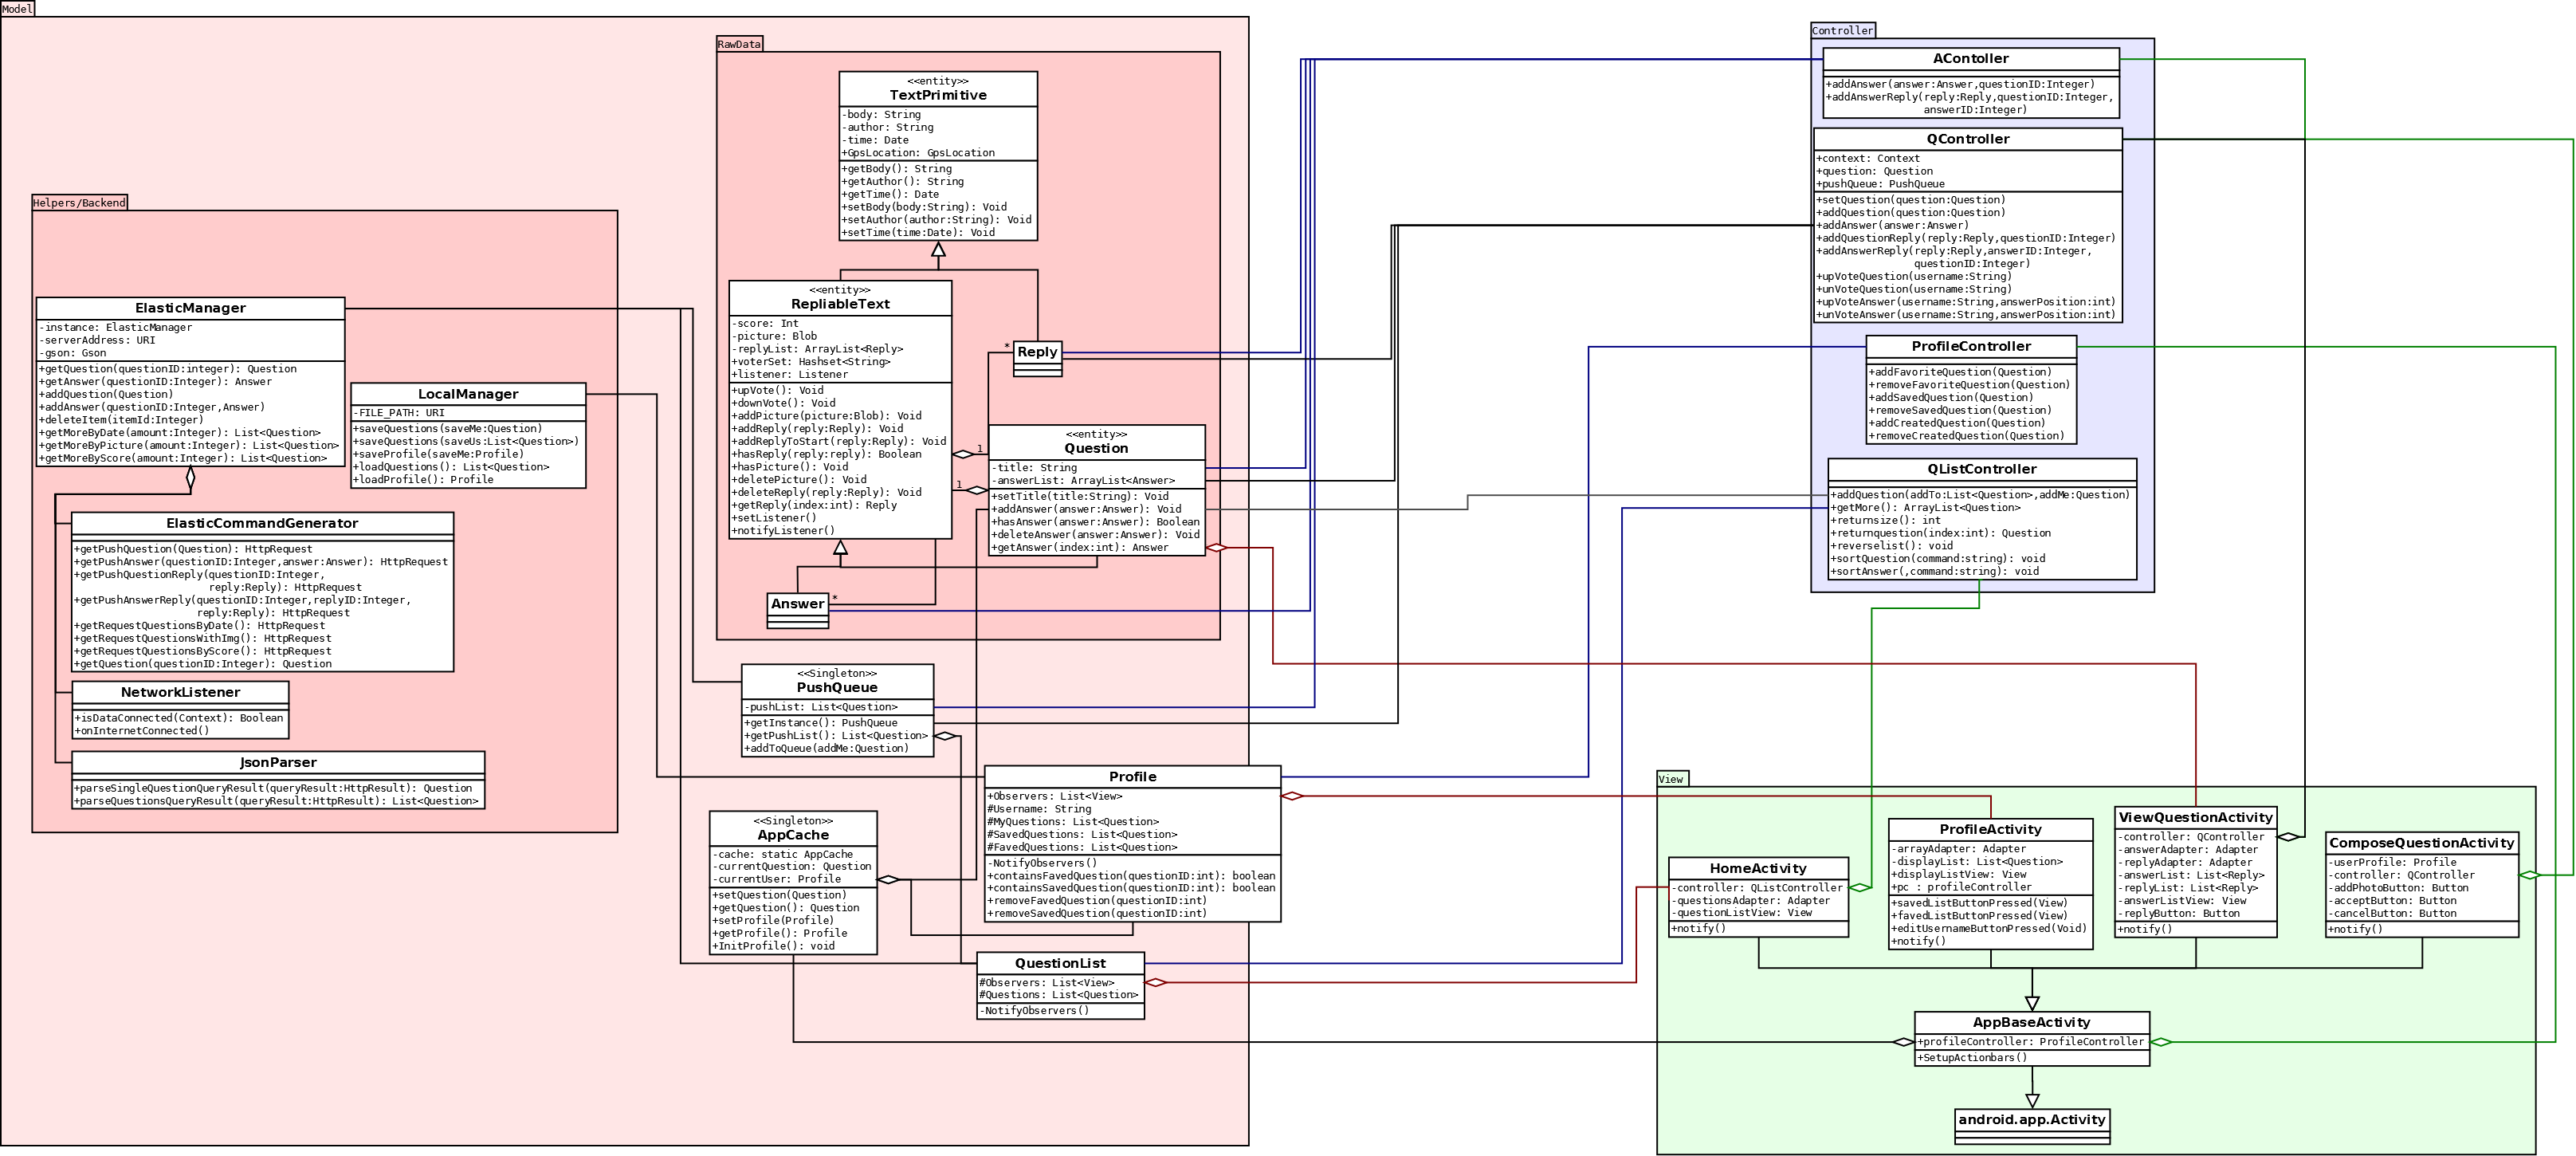 Model
RawData
<<entity>>
TextPrimitive
-body: String
-author: String
-time: Date
+GpsLocation: GpsLocation
+getBody(): String
+getAuthor(): String
+getTime(): Date
+setBody(body:String): Void
+setAuthor(author:String): Void
+setTime(time:Date): Void
<<entity>>
RepliableText
-score: Int
-picture: Blob
-replyList: ArrayList<Reply>
+voterSet: Hashset<String>
+listener: Listener
+upVote(): Void
+downVote(): Void
+addPicture(picture:Blob): Void
+addReply(reply:Reply): Void
+addReplyToStart(reply:Reply): Void
+hasReply(reply:reply): Boolean
+hasPicture(): Void
+deletePicture(): Void
+deleteReply(reply:Reply): Void
+getReply(index:int): Reply
+setListener()
+notifyListener()
*
Reply
1
1
<<entity>>
Question
-title: String
-answerList: ArrayList<Answer>
+setTitle(title:String): Void
+addAnswer(answer:Answer): Void
+hasAnswer(answer:Answer): Boolean
+deleteAnswer(answer:Answer): Void
+getAnswer(index:int): Answer
Answer
*
Helpers/Backend
ElasticManager
-instance: ElasticManager
-serverAddress: URI
-gson: Gson
+getQuestion(questionID:integer): Question
+getAnswer(questionID:Integer): Answer
+addQuestion(Question)
+addAnswer(questionID:Integer,Answer)
+deleteItem(itemId:Integer)
+getMoreByDate(amount:Integer): List<Question>
+getMoreByPicture(amount:Integer): List<Question>
+getMoreByScore(amount:Integer): List<Question>
LocalManager
-FILE_PATH: URI
+saveQuestions(saveMe:Question)
+saveQuestions(saveUs:List<Question>)
+saveProfile(saveMe:Profile)
+loadQuestions(): List<Question>
+loadProfile(): Profile
ElasticCommandGenerator
+getPushQuestion(Question): HttpRequest
+getPushAnswer(questionID:Integer,answer:Answer): HttpRequest
+getPushQuestionReply(questionID:Integer,
reply:Reply): HttpRequest
+getPushAnswerReply(questionID:Integer,replyID:Integer,
reply:Reply): HttpRequest
+getRequestQuestionsByDate(): HttpRequest
+getRequestQuestionsWithImg(): HttpRequest
+getRequestQuestionsByScore(): HttpRequest
+getQuestion(questionID:Integer): Question
NetworkListener
+isDataConnected(Context): Boolean
+onInternetConnected()
JsonParser
+parseSingleQuestionQueryResult(queryResult:HttpResult): Question
+parseQuestionsQueryResult(queryResult:HttpResult): List<Question>
<<Singleton>>
PushQueue
-pushList: List<Question>
+getInstance(): PushQueue
+getPushList(): List<Question>
+addToQueue(addMe:Question)
Profile
+Observers: List<View>
#Username: String
#MyQuestions: List<Question>
#SavedQuestions: List<Question>
#FavedQuestions: List<Question>
-NotifyObservers()
+containsFavedQuestion(questionID:int): boolean
+containsSavedQuestion(questionID:int): boolean
+removeFavedQuestion(questionID:int)
+removeSavedQuestion(questionID:int)
<<Singleton>>
AppCache
-cache: static AppCache
-currentQuestion: Question
-currentUser: Profile
+setQuestion(Question)
+getQuestion(): Question
+setProfile(Profile)
+getProfile(): Profile
+InitProfile(): void
QuestionList
#Observers: List<View>
#Questions: List<Question>
-NotifyObservers()
Controller
AContoller
+addAnswer(answer:Answer,questionID:Integer)
+addAnswerReply(reply:Reply,questionID:Integer,
answerID:Integer)
QController
+context: Context
+question: Question
+pushQueue: PushQueue
+setQuestion(question:Question)
+addQuestion(question:Question)
+addAnswer(answer:Answer)
+addQuestionReply(reply:Reply,questionID:Integer)
+addAnswerReply(reply:Reply,answerID:Integer,
questionID:Integer)
+upVoteQuestion(username:String)
+unVoteQuestion(username:String)
+upVoteAnswer(username:String,answerPosition:int)
+unVoteAnswer(username:String,answerPosition:int)
ProfileController
+addFavoriteQuestion(Question)
+removeFavoriteQuestion(Question)
+addSavedQuestion(Question)
+removeSavedQuestion(Question)
+addCreatedQuestion(Question)
+removeCreatedQuestion(Question)
QListController
+addQuestion(addTo:List<Question>,addMe:Question)
+getMore(): ArrayList<Question>
+returnsize(): int
+returnquestion(index:int): Question
+reverselist(): void
+sortQuestion(command:string): void
+sortAnswer(,command:string): void
View
HomeActivity
-controller: QListController
-questionsAdapter: Adapter
-questionListView: View
+notify()
ProfileActivity
-arrayAdapter: Adapter
-displayList: List<Question>
-displayListView: View
+pc : profileController
+savedListButtonPressed(View)
+favedListButtonPressed(View)
+editUsernameButtonPressed(Void)
+notify()
ViewQuestionActivity
-controller: QController
-answerAdapter: Adapter
-replyAdapter: Adapter
-answerList: List<Reply>
-replyList: List<Reply>
-answerListView: View
-replyButton: Button
+notify()
ComposeQuestionActivity
-userProfile: Profile
-controller: QController
-addPhotoButton: Button
-acceptButton: Button
-cancelButton: Button
+notify()
AppBaseActivity
+profileController: ProfileController
+SetupActionbars()
android.app.Activity